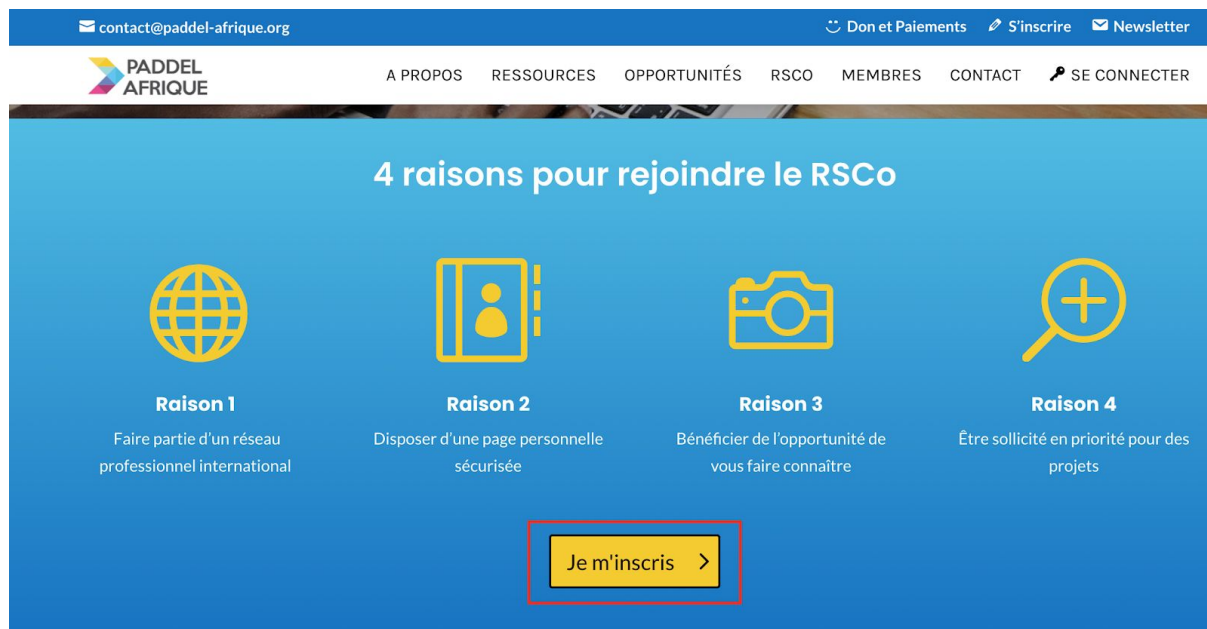 contact@paddel-afrique.org
Don et Paiements
S'inscrire
Newsletter
PADDEL
AFRIQUE
A PROPOS
RESSOURCES
OPPORTUNITÉS
RSCO
MEMBRES
CONTACT
SE CONNECTER
4 raisons pour rejoindre le RSCo
Raison 1
Faire partie d'un réseau
professionnel international
Raison 2
Disposer d'une page personnelle
sécurisée
Raison 3
Bénéficier de l'opportunité de
vous faire connaître
Raison 4
Être sollicité en priorité pour des
projets
Je m'inscris